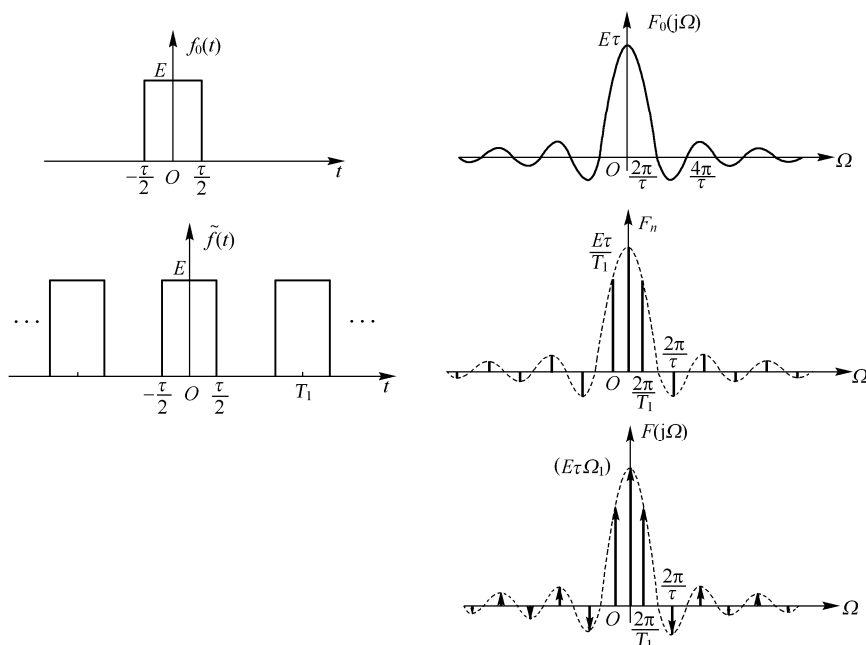 f₀(t)
E
−τ/2 O τ/2 t
F₀(jΩ)
Eτ
O 2π/τ 4π/τ Ω
f̃(t)
E
··· ···
−τ/2 O τ/2 T₁ t
Fₙ
Eτ/T₁
2π/τ
O 2π/T₁ Ω
F(jΩ)
(EτΩ₁)
2π/τ
O 2π/T₁ Ω